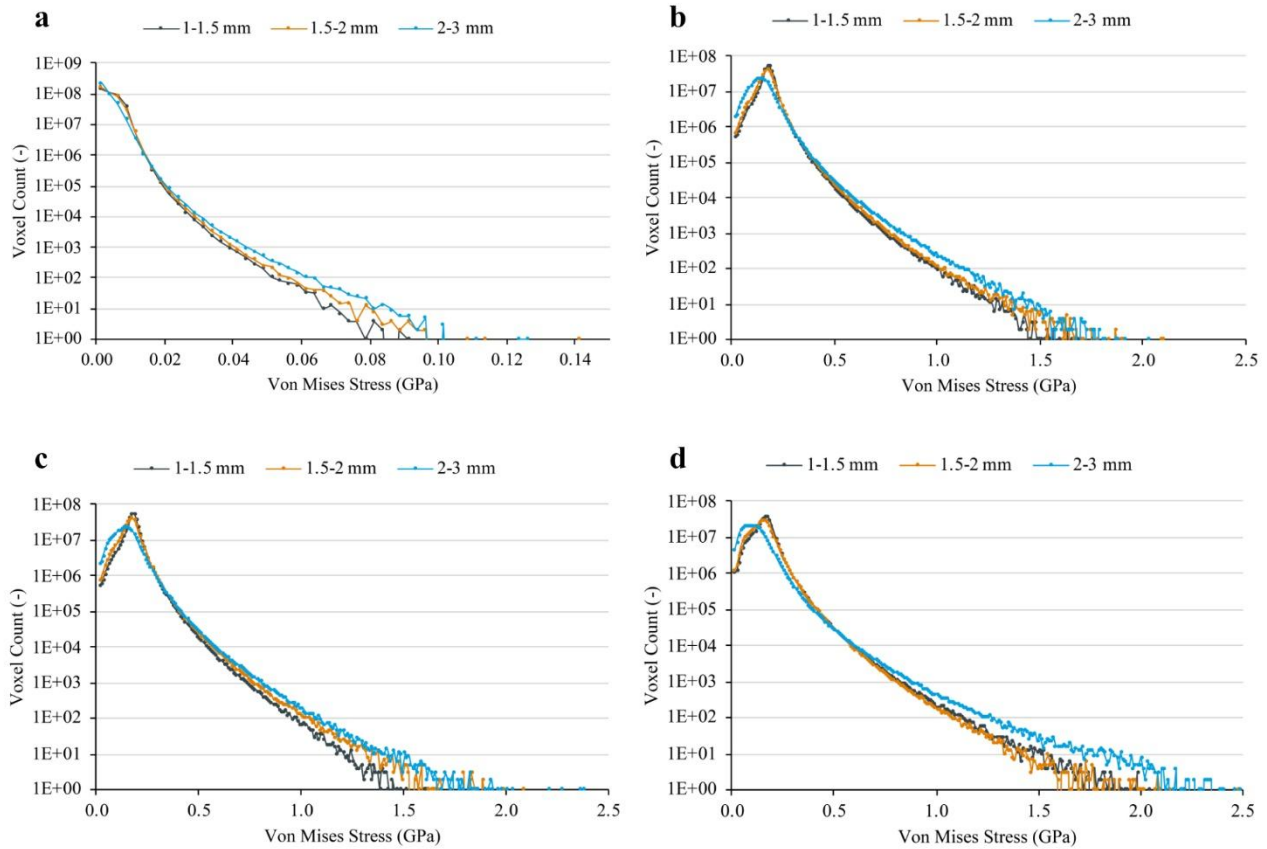 a
1-1.5 mm 1.5-2 mm 2-3 mm
1E+09
1E+08
1E+07
1E+06
1E+05
1E+04
1E+03
1E+02
1E+01
1E+00
Voxel Count (-)
0.00 0.02 0.04 0.06 0.08 0.10 0.12 0.14
Von Mises Stress (GPa)
b
1-1.5 mm 1.5-2 mm 2-3 mm
1E+08
1E+07
1E+06
1E+05
1E+04
1E+03
1E+02
1E+01
1E+00
Voxel Count (-)
0.0 0.5 1.0 1.5 2.0 2.5
Von Mises Stress (GPa)
c
1-1.5 mm 1.5-2 mm 2-3 mm
1E+08
1E+07
1E+06
1E+05
1E+04
1E+03
1E+02
1E+01
1E+00
Voxel Count (-)
0.0 0.5 1.0 1.5 2.0 2.5
Von Mises Stress (GPa)
d
1-1.5 mm 1.5-2 mm 2-3 mm
1E+08
1E+07
1E+06
1E+05
1E+04
1E+03
1E+02
1E+01
1E+00
Voxel Count (-)
0.0 0.5 1.0 1.5 2.0 2.5
Von Mises Stress (GPa)